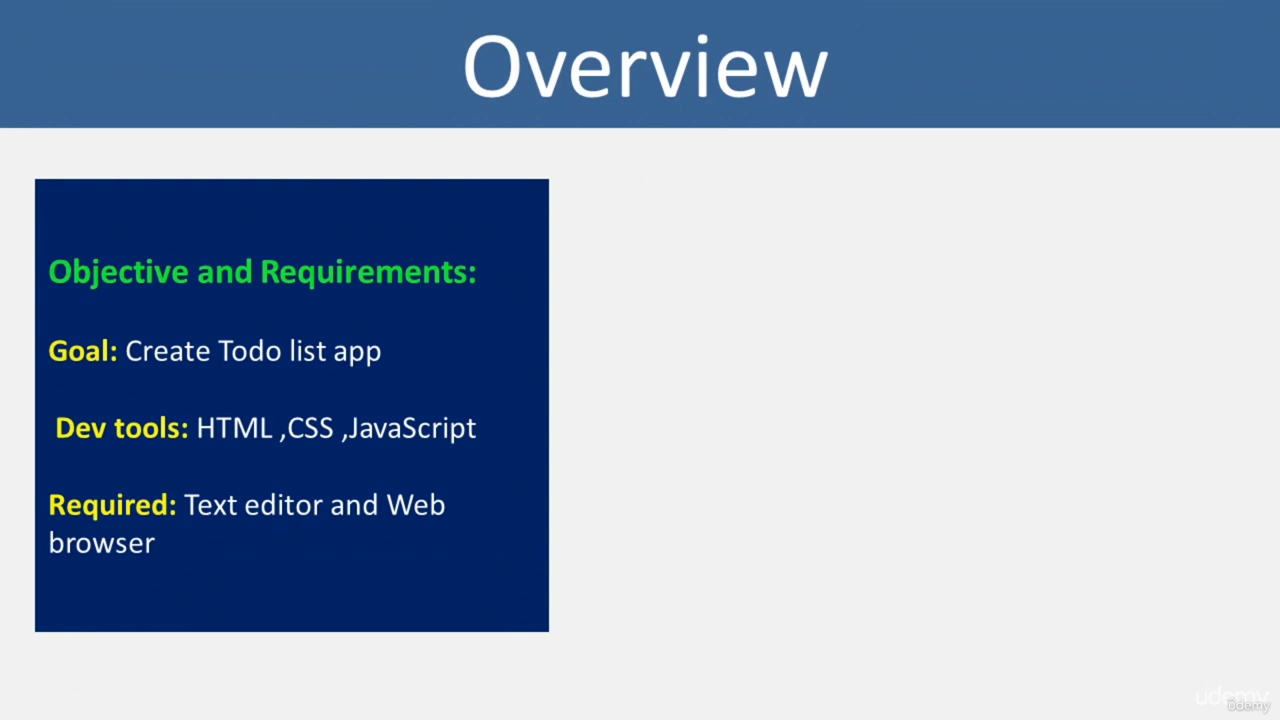 Overview
Objective and Requirements:
Goal: Create Todo list app
Dev tools: HTML ,CSS ,JavaScript
Required: Text editor and Web
browser
udemy
Udemy